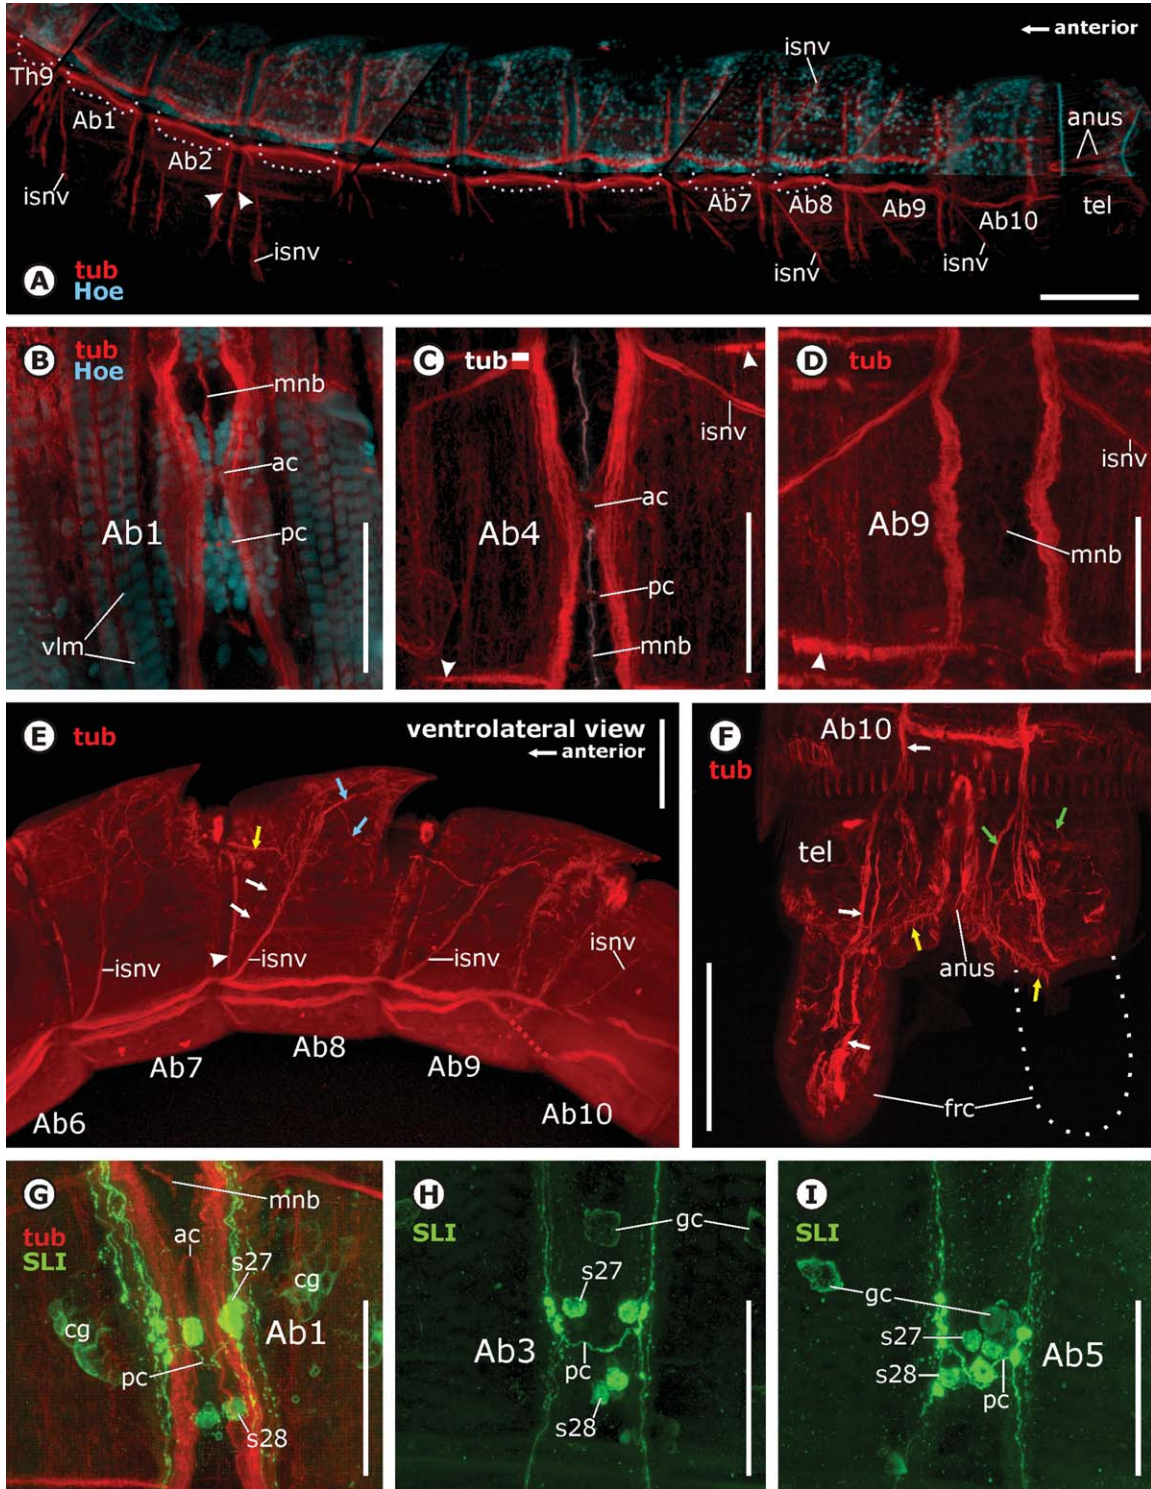 ← anterior
isnv
Th9
anus
Ab1
Ab2
isnv
Ab7
Ab8
Ab9
tel
Ab10
isnv
isnv
isnv
A
tub
Hoe
B
tub
Hoe
mnb
ac
Ab1
pc
vlm
C
tub
isnv
ac
Ab4
pc
mnb
D
tub
isnv
Ab9
mnb
E
tub
ventrolateral view
← anterior
isnv
isnv
isnv
isnv
Ab7
Ab8
Ab9
Ab6
Ab10
F
tub
Ab10
tel
anus
frc
G
tub
SLI
mnb
ac
s27
cg
cg
Ab1
pc
s28
H
SLI
gc
s27
Ab3
pc
s28
I
SLI
gc
s27
s28
Ab5
pc